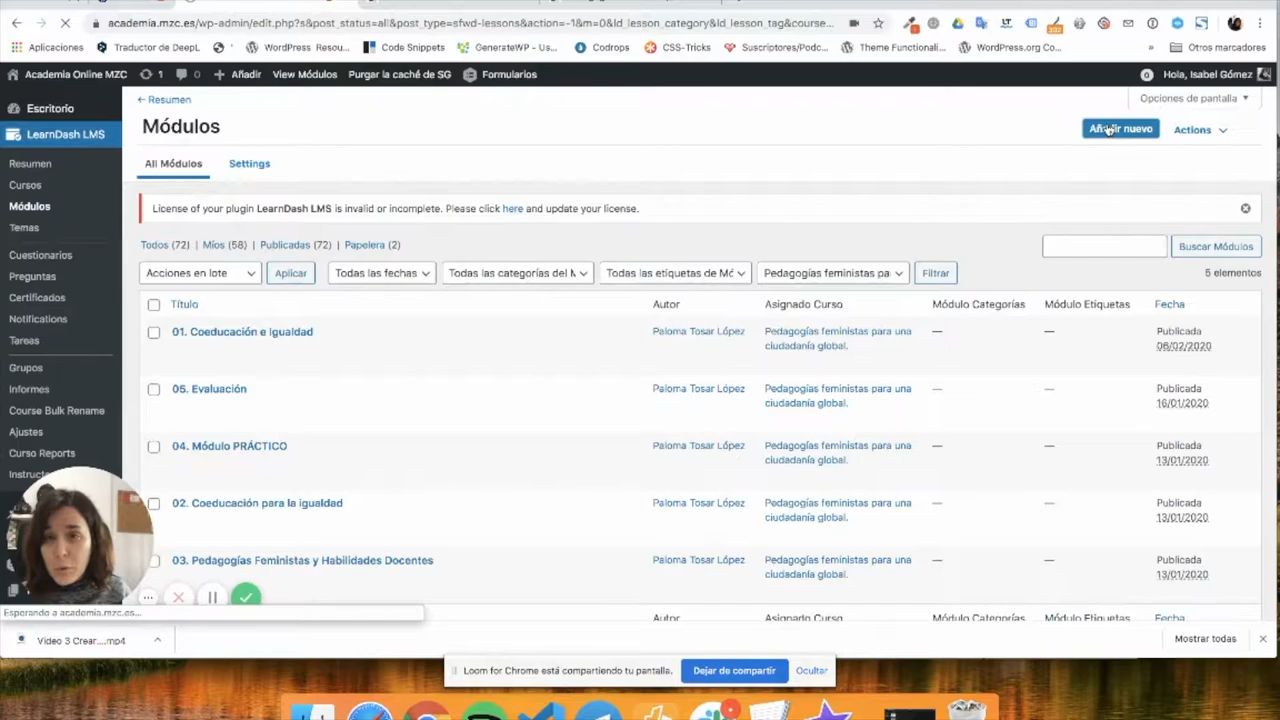 academia.mzc.es/wp-admin/edit.php?s&post_status=all&post_type=sfwd-lessons&action=-1&m=0&ld_lesson_category&ld_lesson_tag&course...
Aplicaciones Traductor de DeepL WordPress Resou... Code Snippets GenerateWP - Us... Codrops CSS-Tricks Suscriptores/Podc... Theme Functionali... WordPress.org Co... » Otros marcadores
Academia Online MZC 1 0 Añadir View Módulos Purgar la caché de SG Formularios Hola, Isabel Gómez
Escritorio
LearnDash LMS
Resumen
Cursos
Módulos
Temas
Cuestionarios
Preguntas
Certificados
Notifications
Tareas
Grupos
Informes
Course Bulk Rename
Ajustes
Course Reports
← Resumen
Opciones de pantalla
Módulos
Añadir nuevo
Actions
All Módulos Settings
License of your plugin LearnDash LMS is invalid or incomplete. Please click here and update your license.
Todos (72) | Míos (58) | Publicadas (72) | Papelera (2)
Buscar Módulos
Acciones en lote Aplicar Todas las fechas Todas las categorías del M Todas las etiquetas de Mó Pedagogías feministas pa Filtrar 5 elementos
Título Autor Asignado Curso Módulo Categorías Módulo Etiquetas Fecha
01. Coeducación e Igualdad Paloma Tosar López Pedagogías feministas para una — — Publicada
ciudadanía global. 06/02/2020
05. Evaluación Paloma Tosar López Pedagogías feministas para una — — Publicada
ciudadanía global. 16/01/2020
04. Módulo PRÁCTICO Paloma Tosar López Pedagogías feministas para una — — Publicada
ciudadanía global. 13/01/2020
02. Coeducación para la igualdad Paloma Tosar López Pedagogías feministas para una — — Publicada
ciudadanía global. 13/01/2020
03. Pedagogías Feministas y Habilidades Docentes Paloma Tosar López Pedagogías feministas para una — — Publicada
ciudadanía global. 13/01/2020
Autor Asignado Curso Módulo Categorías Módulo Etiquetas Fecha
Esperando a academia.mzc.es...
Video 3 Crear....mp4
Mostrar todas
Loom for Chrome está compartiendo tu pantalla. Dejar de compartir Ocultar